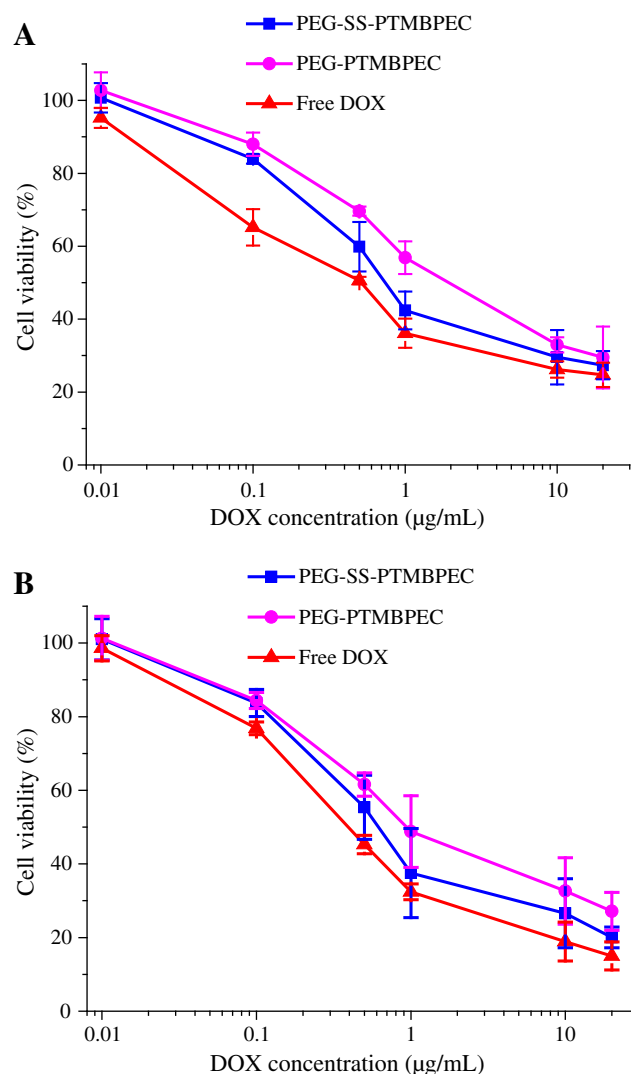 A
PEG-SS-PTMBPEC
PEG-PTMBPEC
Free DOX
Cell viability (%)
100
80
60
40
20
0
0.01 0.1 1 10
DOX concentration (µg/mL)
B
PEG-SS-PTMBPEC
PEG-PTMBPEC
Free DOX
Cell viability (%)
100
80
60
40
20
0
0.01 0.1 1 10
DOX concentration (µg/mL)